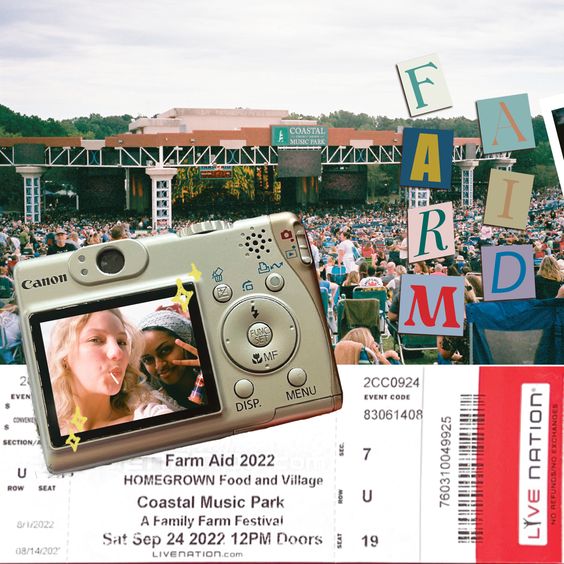 COASTAL
MUSIC PARK
F
A
A
I
R
D
M
Canon
FUNC
SET
MF
DISP.
MENU
2CC0924
EVENT CODE
83061408
EVENT
$
$
CONVENIE
SECTION/A
SEC.
7
U
ROW
SEAT
ROW
U
SEAT
19
8/1/2022
08/14/202
Farm Aid 2022
HOMEGROWN Food and Village
Coastal Music Park
A Family Farm Festival
Sat Sep 24 2022 12PM Doors
LIVENATION.com
760310049925
LIVE NATION
NO REFUNDS/NO EXCHANGES